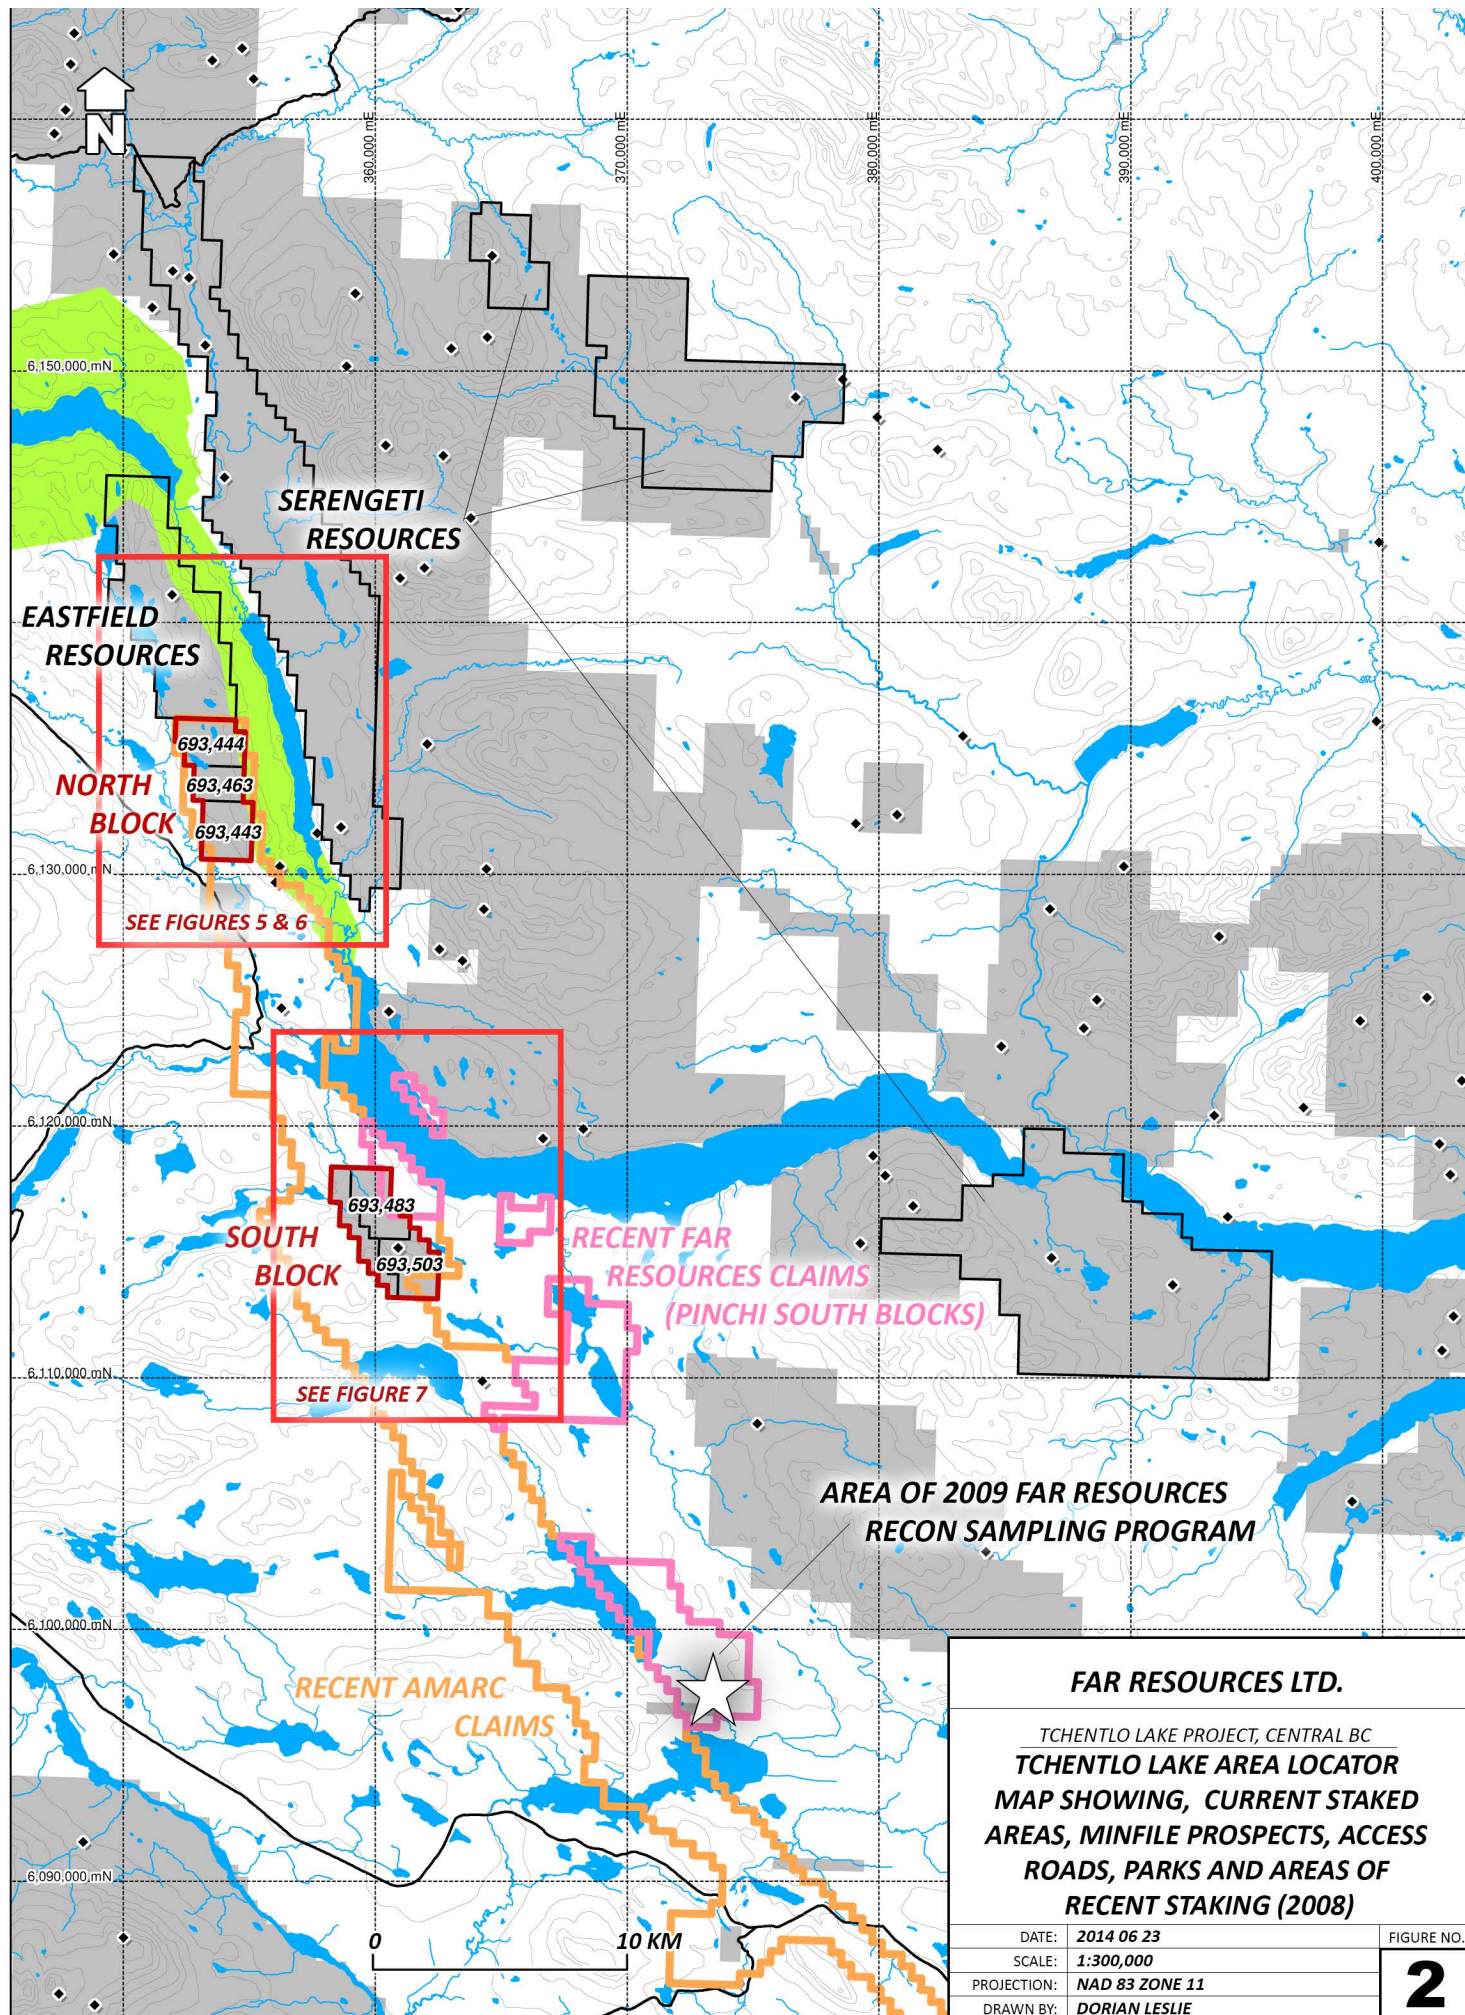 N
360,000 mE
370,000 mE
380,000 mE
390,000 mE
400,000 mE
6,150,000 mN
SERENGETI
RESOURCES
EASTFIELD
RESOURCES
693,444
693,463
693,443
NORTH
BLOCK
6,130,000 mN
SEE FIGURES 5 & 6
6,120,000 mN
693,483
693,503
SOUTH
BLOCK
RECENT FAR
RESOURCES CLAIMS
(PINCHI SOUTH BLOCKS)
6,110,000 mN
SEE FIGURE 7
AREA OF 2009 FAR RESOURCES
RECON SAMPLING PROGRAM
6,100,000 mN
RECENT AMARC
CLAIMS
6,090,000 mN
0
10 KM
FAR RESOURCES LTD.
TCHENTLO LAKE PROJECT, CENTRAL BC
TCHENTLO LAKE AREA LOCATOR
MAP SHOWING, CURRENT STAKED
AREAS, MINFILE PROSPECTS, ACCESS
ROADS, PARKS AND AREAS OF
RECENT STAKING (2008)
DATE: 2014 06 23
FIGURE NO.
SCALE: 1:300,000
PROJECTION: NAD 83 ZONE 11
2
DRAWN BY: DORIAN LESLIE